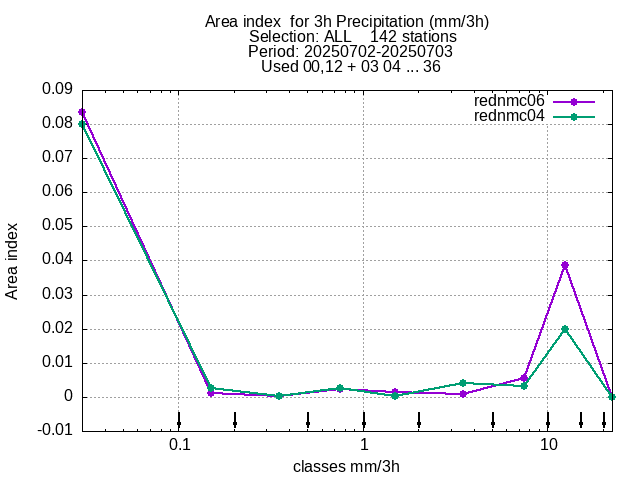 Area index  for 3h Precipitation (mm/3h)
Selection: ALL    142 stations
Period: 20250702-20250703
Used 00,12 + 03 04 ... 36
rednmc06
rednmc04
0.09
0.08
0.07
0.06
0.05
0.04
0.03
0.02
0.01
0
-0.01
Area index
0.1 1 10
classes mm/3h